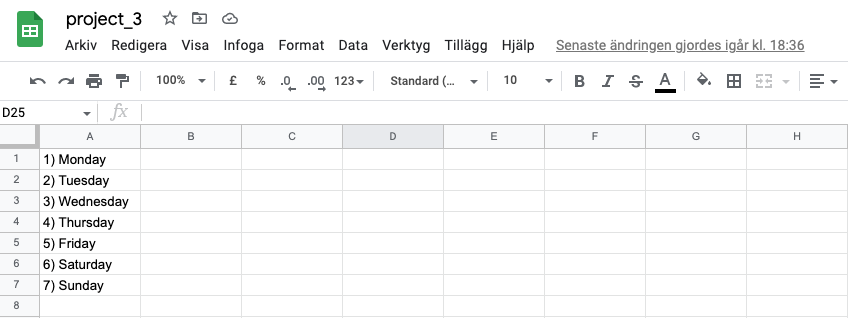 project_3
Arkiv Redigera Visa Infoga Format Data Verktyg Tillägg Hjälp Senaste ändringen gjordes igår kl. 18:36
100% £ % .0 .00 123 Standard (... 10 B I S A
D25 fx
A B C D E F G H
1 1) Monday
2 2) Tuesday
3 3) Wednesday
4 4) Thursday
5 5) Friday
6 6) Saturday
7 7) Sunday
8